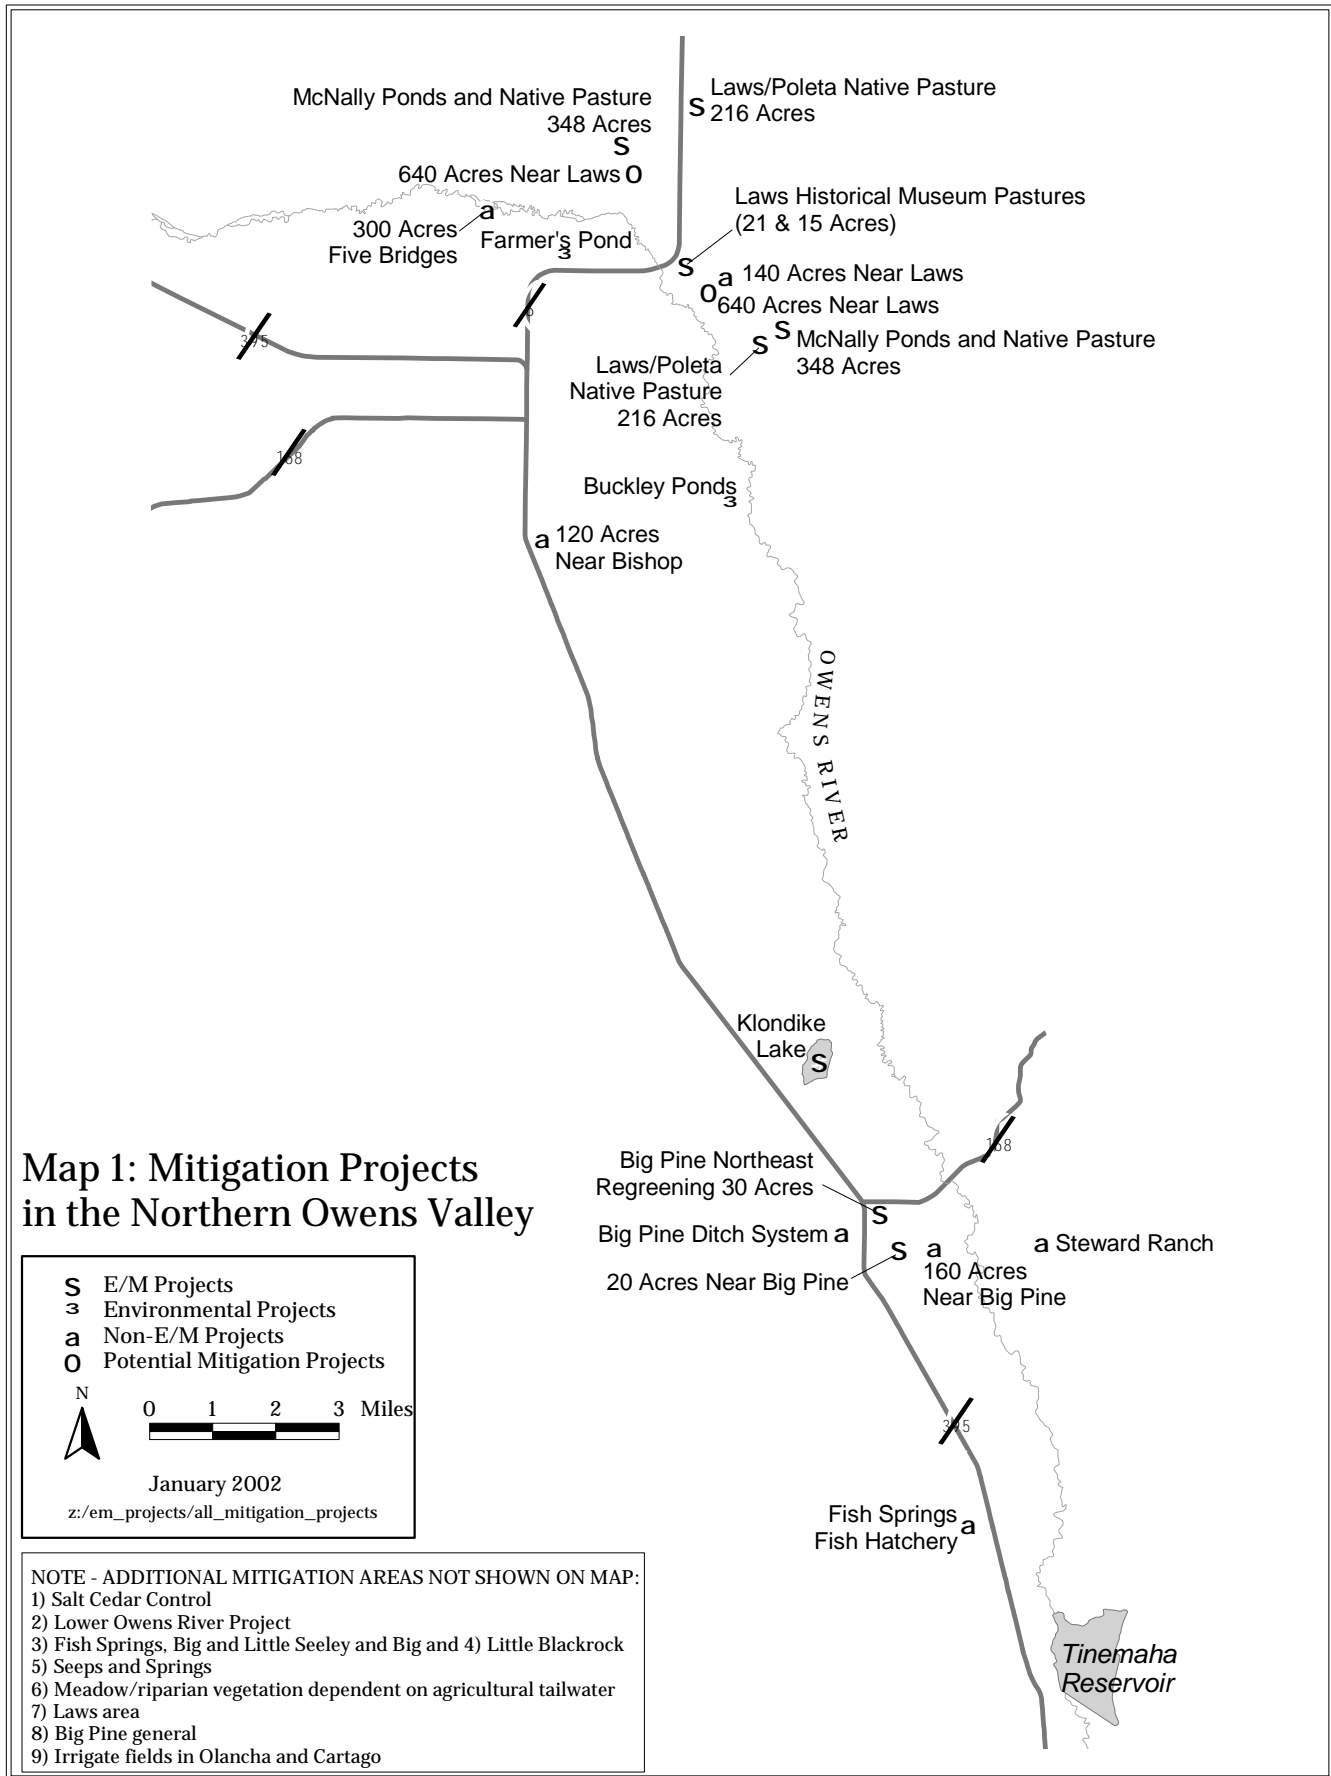 Laws/Poleta Native Pasture
216 Acres
S
McNally Ponds and Native Pasture
348 Acres
S
640 Acres Near Laws O
Laws Historical Museum Pastures
(21 & 15 Acres)
S
a
300 Acres
Five Bridges
Farmer's Pond
3
a 140 Acres Near Laws
O
640 Acres Near Laws
S
S
McNally Ponds and Native Pasture
348 Acres
Laws/Poleta
Native Pasture
216 Acres
395
168
Buckley Ponds
3
a 120 Acres
Near Bishop
OWENS RIVER
Klondike
Lake
S
168
Big Pine Northeast
Regreening 30 Acres
S
Big Pine Ditch System a
20 Acres Near Big Pine
S
a
160 Acres
Near Big Pine
a Steward Ranch
395
Fish Springs
Fish Hatchery
a
Tinemaha
Reservoir
Map 1: Mitigation Projects
in the Northern Owens Valley
S E/M Projects
3 Environmental Projects
a Non-E/M Projects
O Potential Mitigation Projects
N
0 1 2 3 Miles
January 2002
z:/em_projects/all_mitigation_projects
NOTE - ADDITIONAL MITIGATION AREAS NOT SHOWN ON MAP:
1) Salt Cedar Control
2) Lower Owens River Project
3) Fish Springs, Big and Little Seeley and Big and 4) Little Blackrock
5) Seeps and Springs
6) Meadow/riparian vegetation dependent on agricultural tailwater
7) Laws area
8) Big Pine general
9) Irrigate fields in Olancha and Cartago